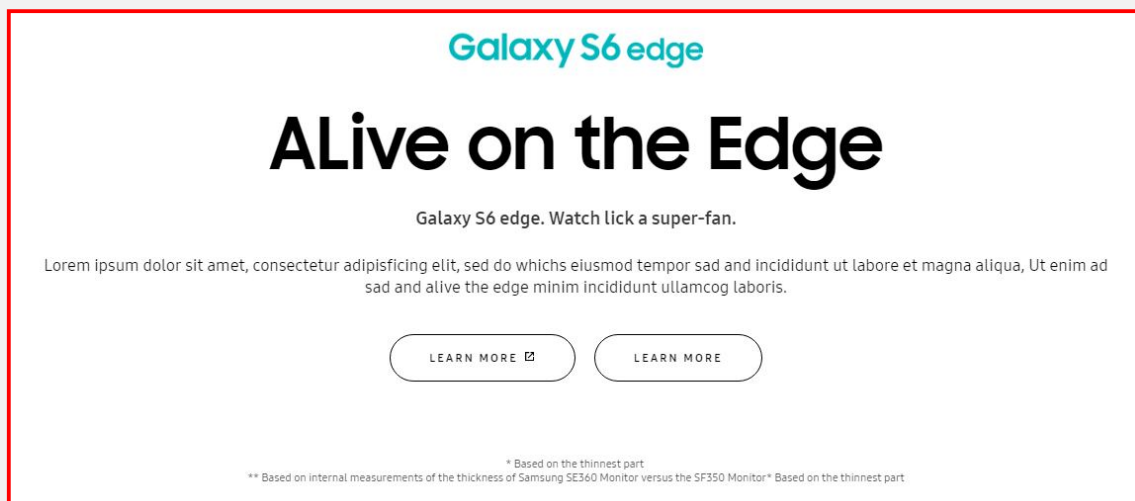 Galaxy S6 edge
ALive on the Edge
Galaxy S6 edge. Watch lick a super-fan.
Lorem ipsum dolor sit amet, consectetur adipisficing elit, sed do whichs eiusmod tempor sad and incididunt ut labore et magna aliqua, Ut enim ad
sad and alive the edge minim incididunt ullamcog laboris.
LEARN MORE LEARN MORE
* Based on the thinnest part
** Based on internal measurements of the thickness of Samsung SE360 Monitor versus the SF350 Monitor* Based on the thinnest part